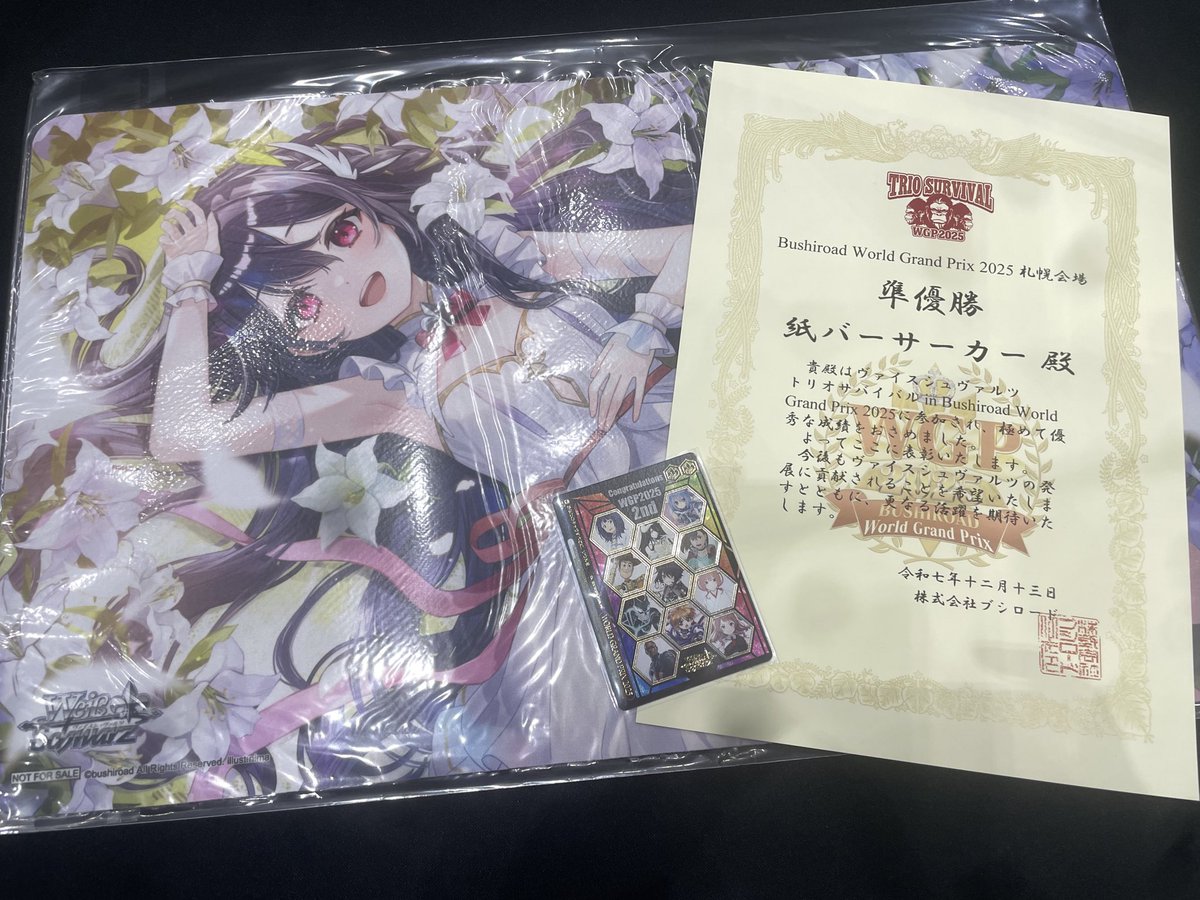 TRIO SURVIVAL
WGP2025
Bushiroad World Grand Prix 2025 札幌会場
準優勝
紙バーサーカー 殿
貴殿はヴァイスシュヴァルツ
トリオサバイバル in Bushiroad World
Grand Prix 2025に参加され、極めて優
秀な成績をおさめました。
よってここに表彰いたします。
今後もヴァイスシュヴァルツの発
展に貢献されることを希望いたしま
すとともに、更なる活躍を期待いた
します。
WGP
BUSHIROAD
World Grand Prix
令和七年十二月十三日
株式会社ブシロード
Congratulations
WGP2025
2nd
WORLD GRAND PRIX 2025
Weiß
Schwarz
NOT FOR SALE ©bushiroad All Rights Reserved. illust: